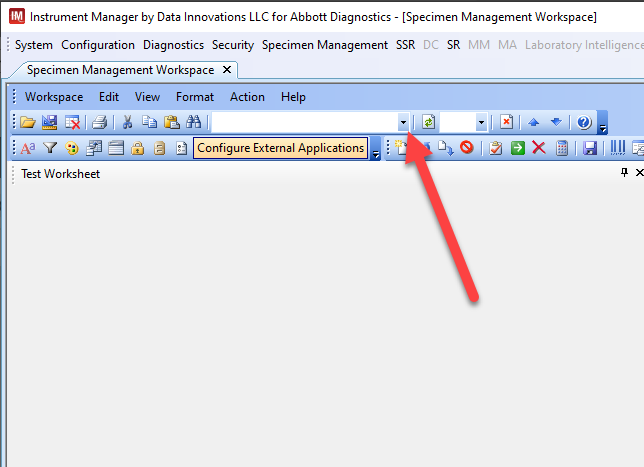 IM Instrument Manager by Data Innovations LLC for Abbott Diagnostics - [Specimen Management Workspace]
System Configuration Diagnostics Security Specimen Management SSR DC SR MM MA Laboratory Intelligence
Specimen Management Workspace X
Workspace Edit View Format Action Help
Configure External Applications
Test Worksheet